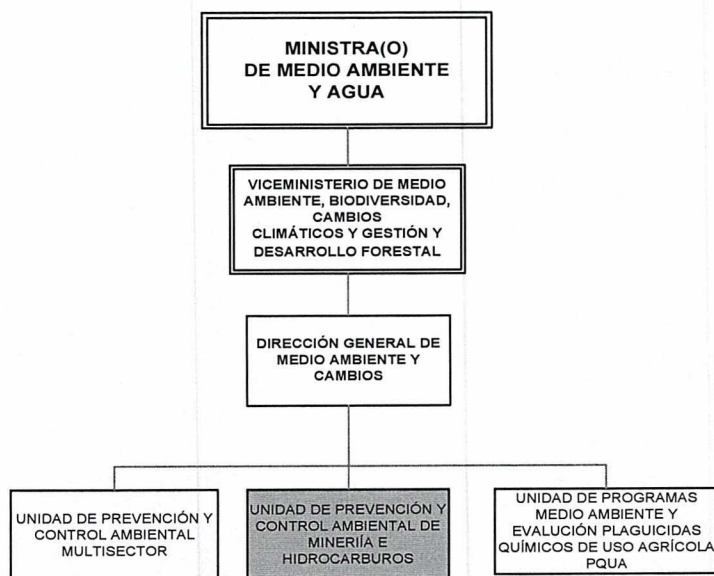 MINISTRA(O)
DE MEDIO AMBIENTE
Y AGUA
VICEMINISTERIO DE MEDIO
AMBIENTE, BIODIVERSIDAD,
CAMBIOS
CLIMÁTICOS Y GESTIÓN Y
DESARROLLO FORESTAL
DIRECCIÓN GENERAL DE
MEDIO AMBIENTE Y
CAMBIOS
UNIDAD DE PREVENCIÓN Y
CONTROL AMBIENTAL
MULTISECTOR
UNIDAD DE PREVENCIÓN Y
CONTROL AMBIENTAL DE
MINERIÍA E
HIDROCARBUROS
UNIDAD DE PROGRAMAS
MEDIO AMBIENTE Y
EVALUCIÓN PLAGUICIDAS
QUÍMICOS DE USO AGRÍCOLA
PQUA